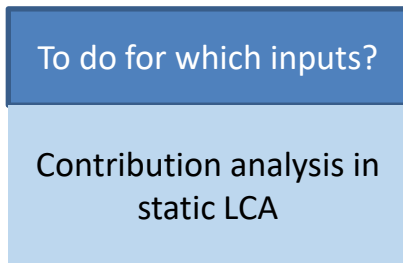 To do for which inputs?
Contribution analysis in
static LCA